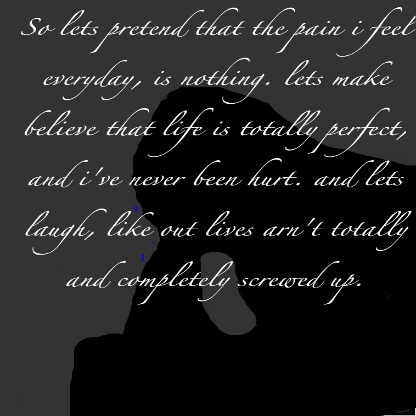 So lets pretend that the pain i feel
everyday, is nothing. lets make
believe that life is totally perfect,
and i've never been hurt. and lets
laugh, like out lives arn't totally
and completely screwed up.